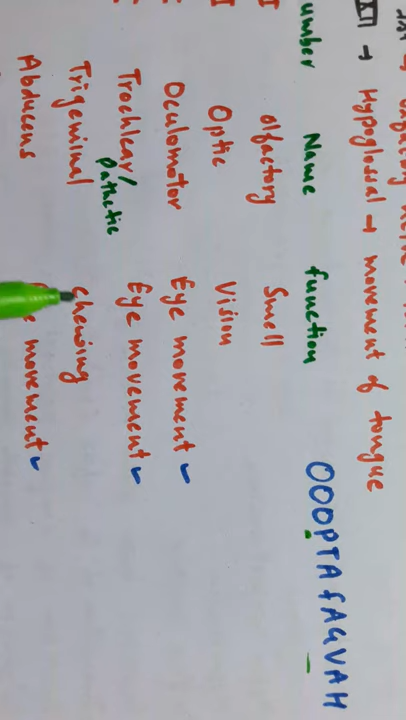 XII → Hypoglossal → movement of tongue
umber Name function OOOPTAfAGVAH
olfactory Smell
Optic Vision
Oculomotor Eye movement ✓
Trochlear/ Eye movement ✓
Pathetic
Trigeminal chewing
Abducens movement ✓